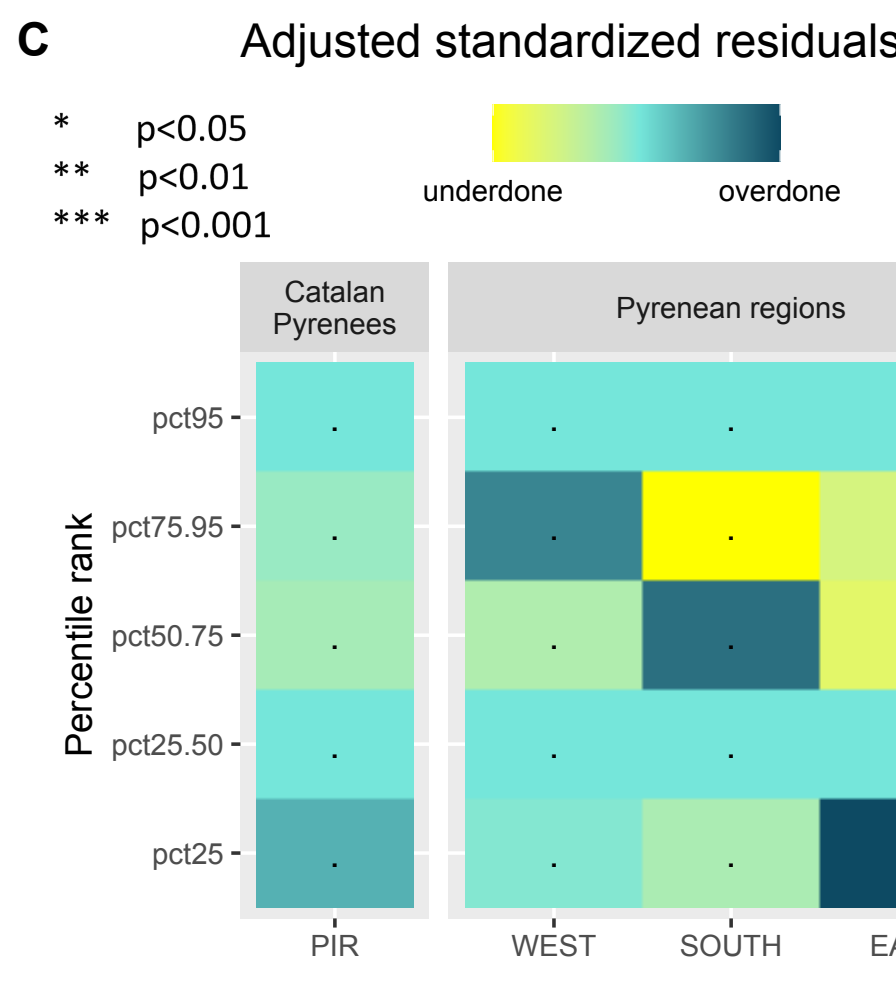 C
Adjusted standardized residuals
* p<0.05
** p<0.01
*** p<0.001
underdone overdone
Catalan
Pyrenees
Pyrenean regions
Percentile rank
pct95
pct75.95
pct50.75
pct25.50
pct25
PIR WEST SOUTH